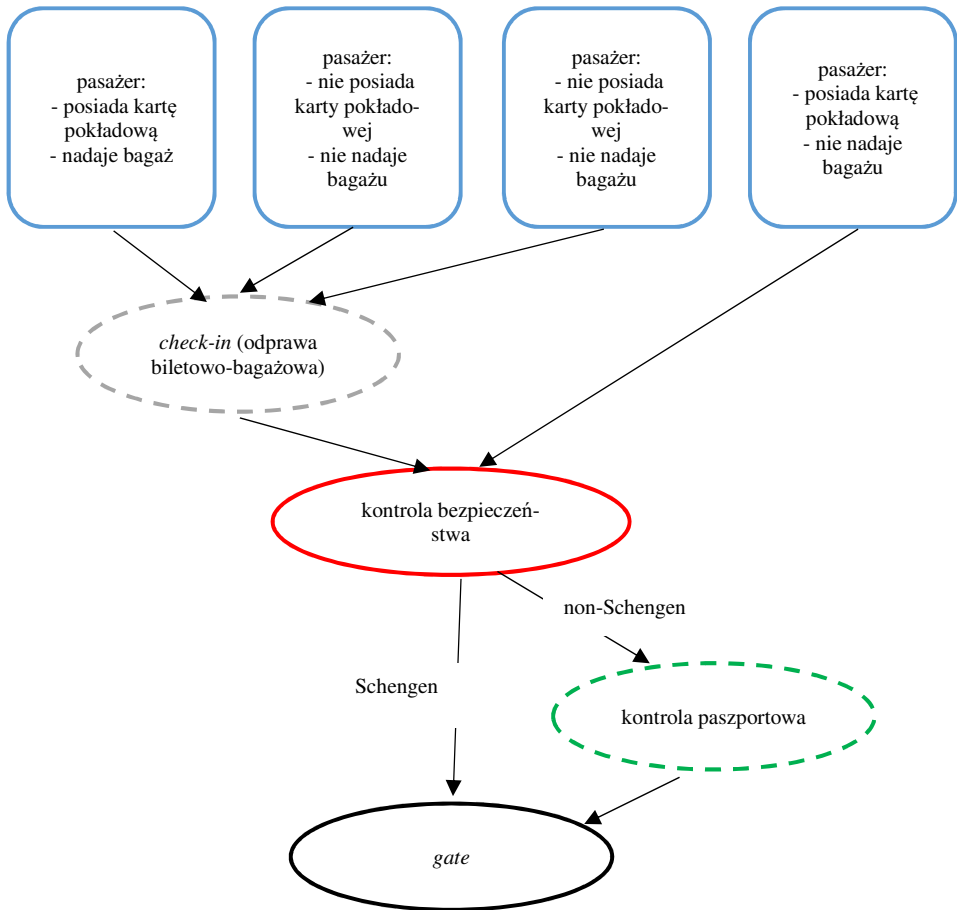 pasażer:
- posiada kartę
pokładową
- nadaje bagaż
pasażer:
- nie posiada
karty pokłado-
wej
- nie nadaje
bagażu
pasażer:
- nie posiada
karty pokłado-
wej
- nie nadaje
bagażu
pasażer:
- posiada kartę
pokładową
- nie nadaje
bagażu
check-in (odprawa
biletowo-bagażowa)
kontrola bezpieczeń-
stwa
non-Schengen
Schengen
kontrola paszportowa
gate